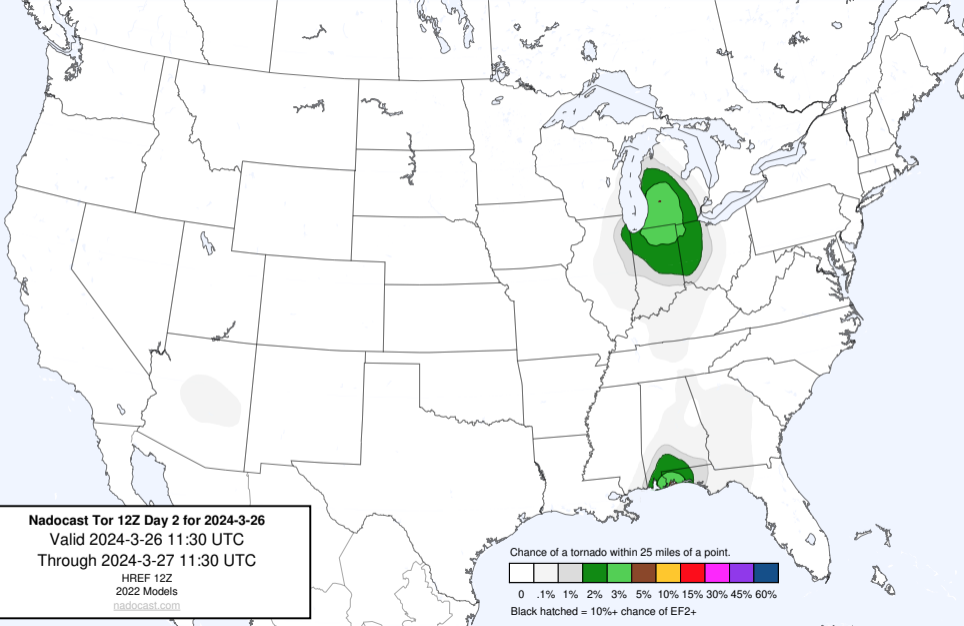 Nadocast Tor 12Z Day 2 for 2024-3-26
Valid 2024-3-26 11:30 UTC
Through 2024-3-27 11:30 UTC
HREF 12Z
2022 Models
nadocast.com
Chance of a tornado within 25 miles of a point.
0 .1% 1% 2% 3% 5% 10% 15% 30% 45% 60%
Black hatched = 10%+ chance of EF2+